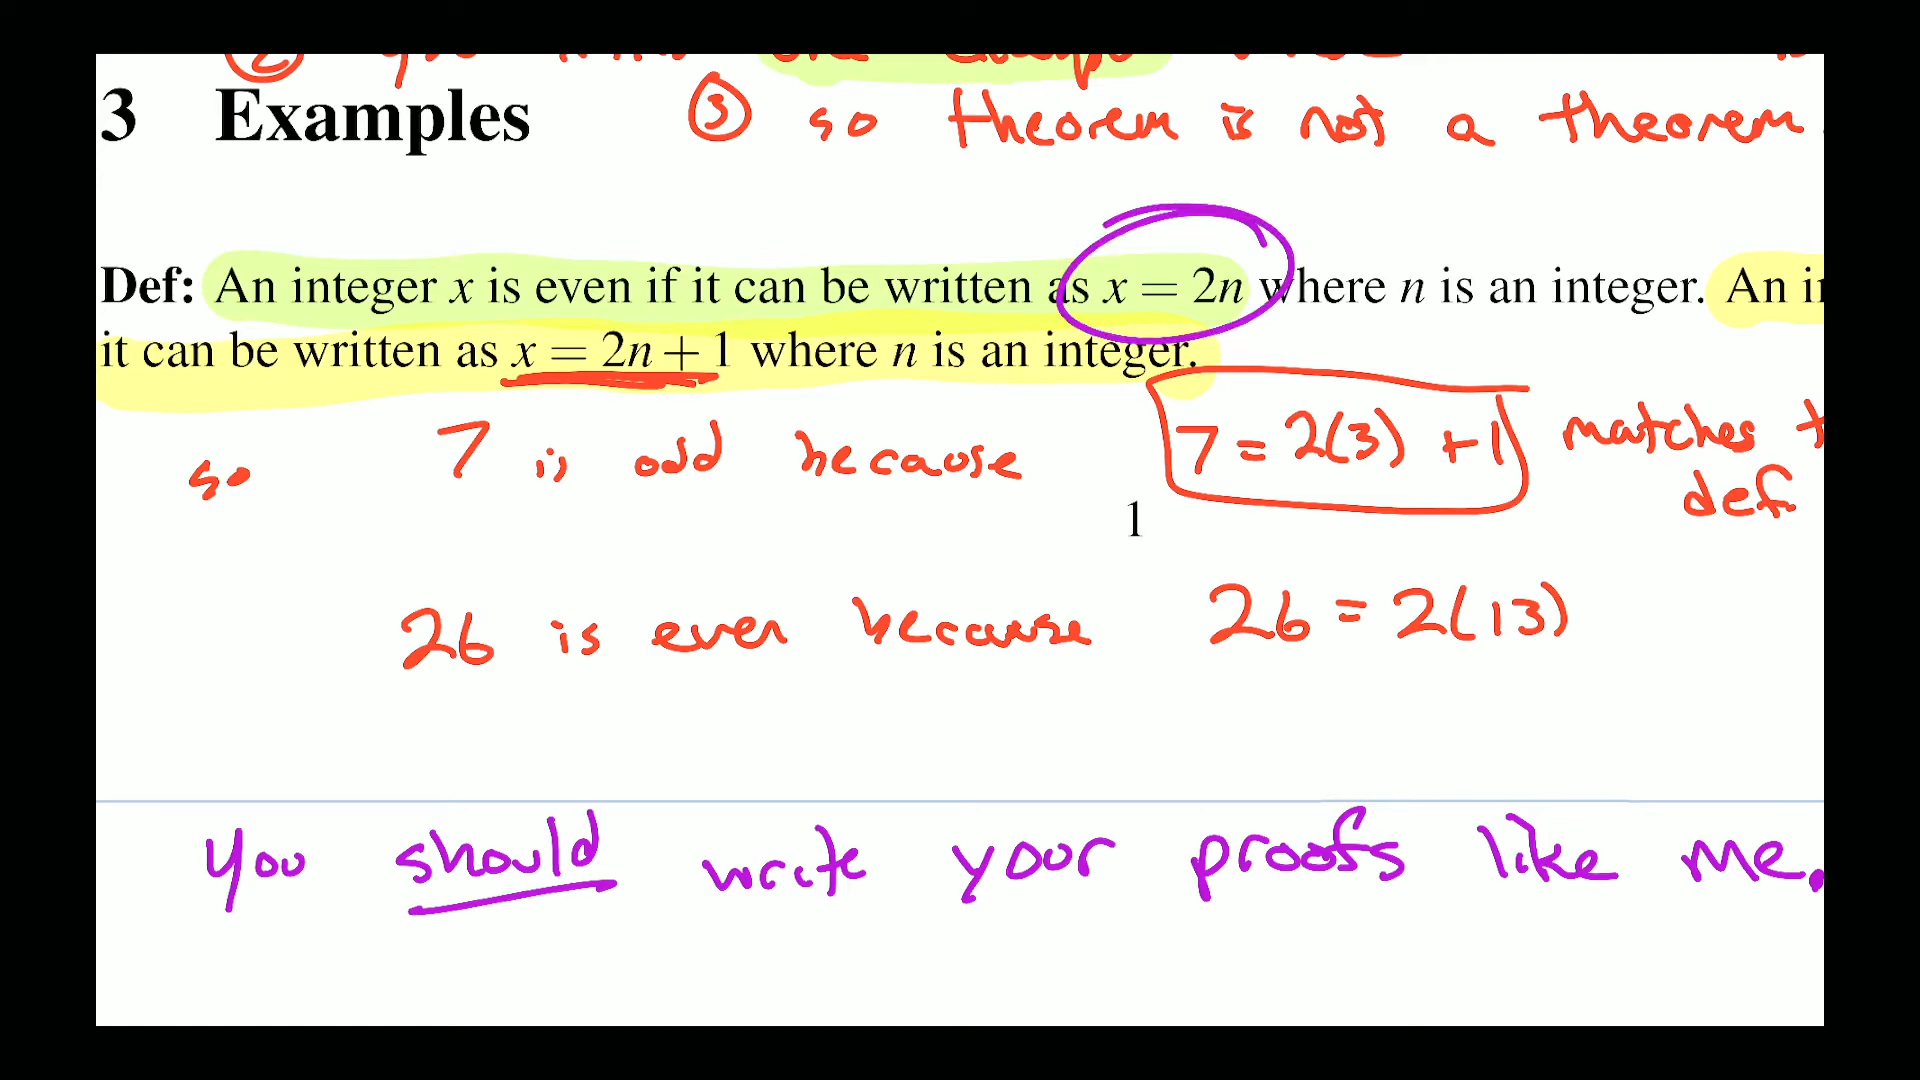 3 Examples ③ so theorem is not a theorem.
Def: An integer x is even if it can be written as x = 2n where n is an integer. An
it can be written as x = 2n + 1 where n is an integer.
so 7 is odd because 7 = 2(3) + 1 matches
def.
1
26 is even because 26 = 2(13)
You should write your proofs like me.